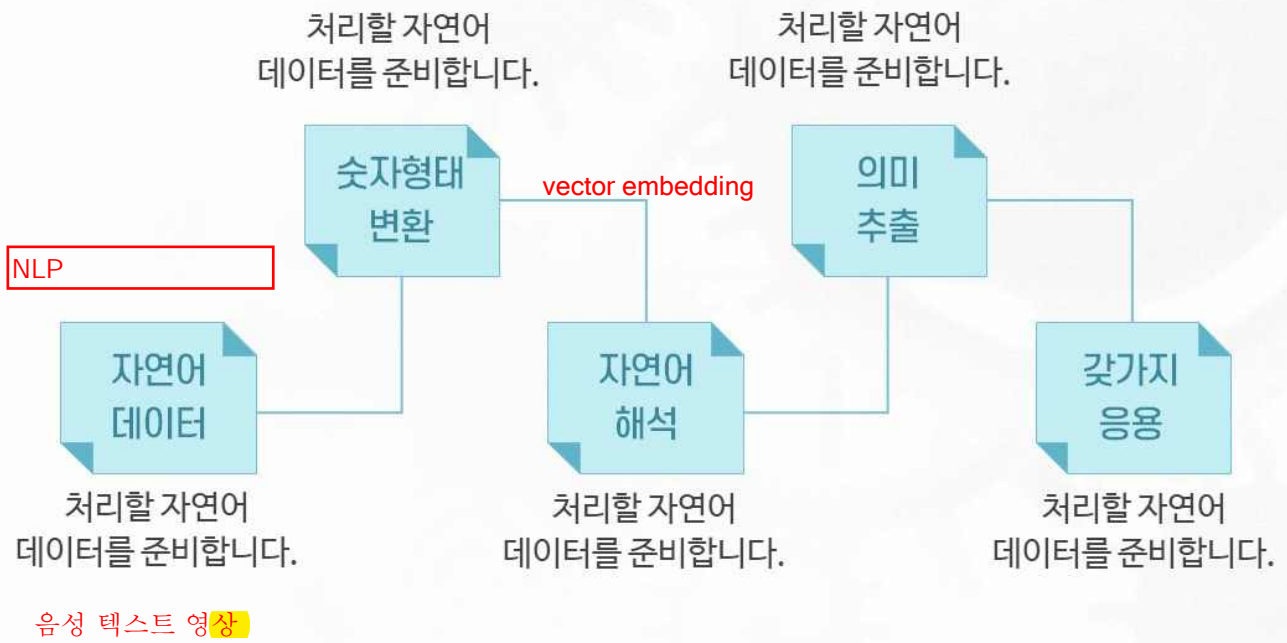 처리할 자연어
데이터를 준비합니다.
처리할 자연어
데이터를 준비합니다.
숫자형태
변환
vector embedding
의미
추출
NLP
자연어
데이터
자연어
해석
갖가지
응용
처리할 자연어
데이터를 준비합니다.
처리할 자연어
데이터를 준비합니다.
처리할 자연어
데이터를 준비합니다.
음성 텍스트 영상